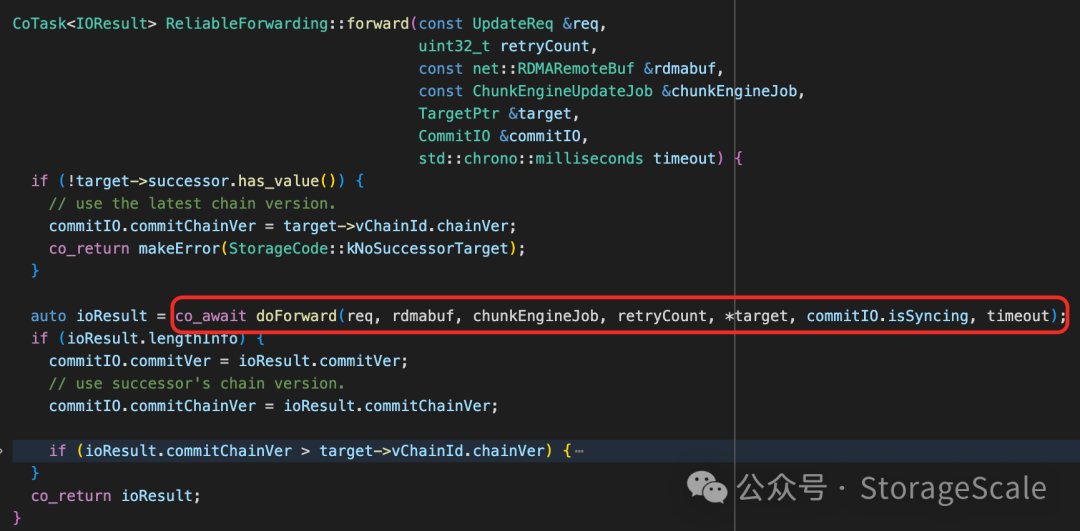 CoTask<IOResult> ReliableForwarding::forward(const UpdateReq &req,
                                             uint32_t retryCount,
                                             const net::RDMARemoteBuf &rdmabuf,
                                             const ChunkEngineUpdateJob &chunkEngineJob,
                                             TargetPtr &target,
                                             CommitIO &commitIO,
                                             std::chrono::milliseconds timeout) {
  if (!target->successor.has_value()) {
    // use the latest chain version.
    commitIO.commitChainVer = target->vChainId.chainVer;
    co_return makeError(StorageCode::kNoSuccessorTarget);
  }

  auto ioResult = co_await doForward(req, rdmabuf, chunkEngineJob, retryCount, *target, commitIO.isSyncing, timeout);
  if (ioResult.lengthInfo) {
    commitIO.commitVer = ioResult.commitVer;
    // use successor's chain version.
    commitIO.commitChainVer = ioResult.commitChainVer;

    if (ioResult.commitChainVer > target->vChainId.chainVer) {⋯
  }
  co_return ioResult;
}
公众号 · StorageScale